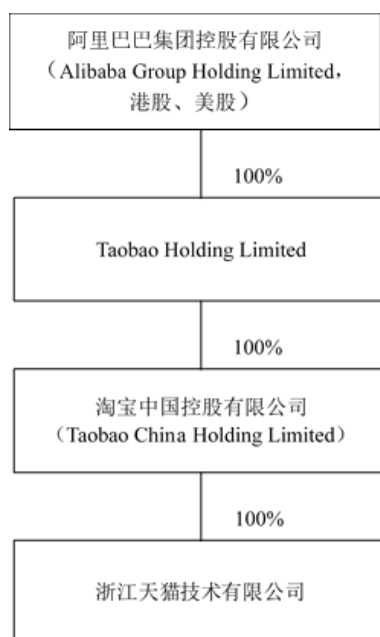 阿里巴巴集团控股有限公司
（Alibaba Group Holding Limited，
港股、美股）
100%
Taobao Holding Limited
100%
淘宝中国控股有限公司
（Taobao China Holding Limited）
100%
浙江天猫技术有限公司